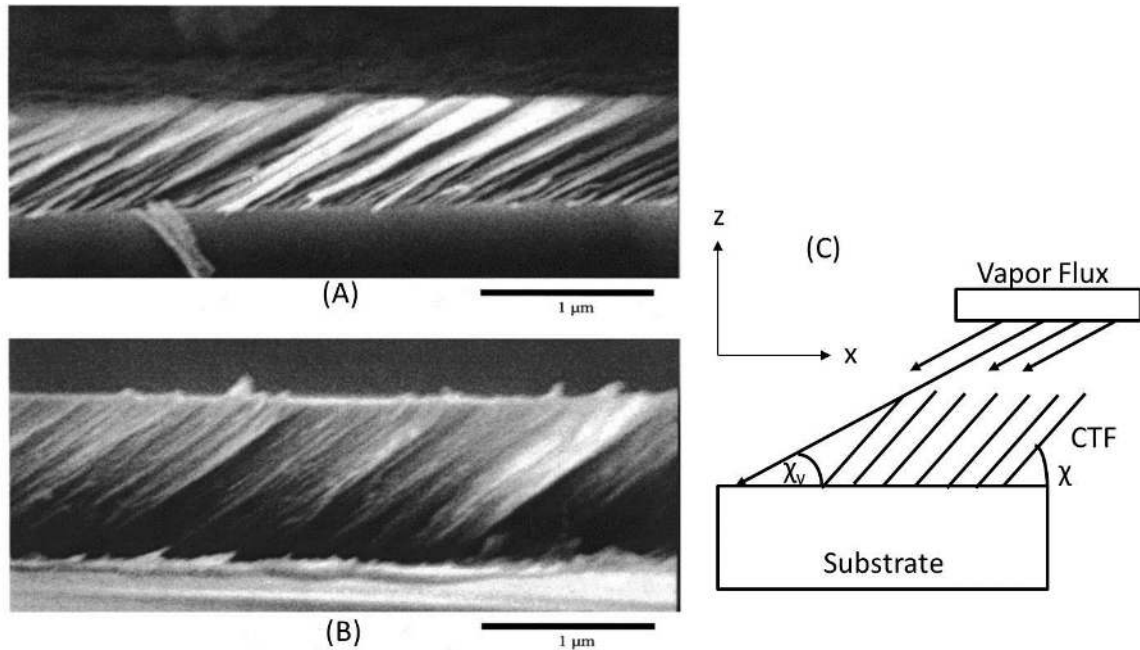 (A)
1 μm
(B)
1 μm
z
(C)
Vapor Flux
x
CTF
χᵥ
χ
Substrate